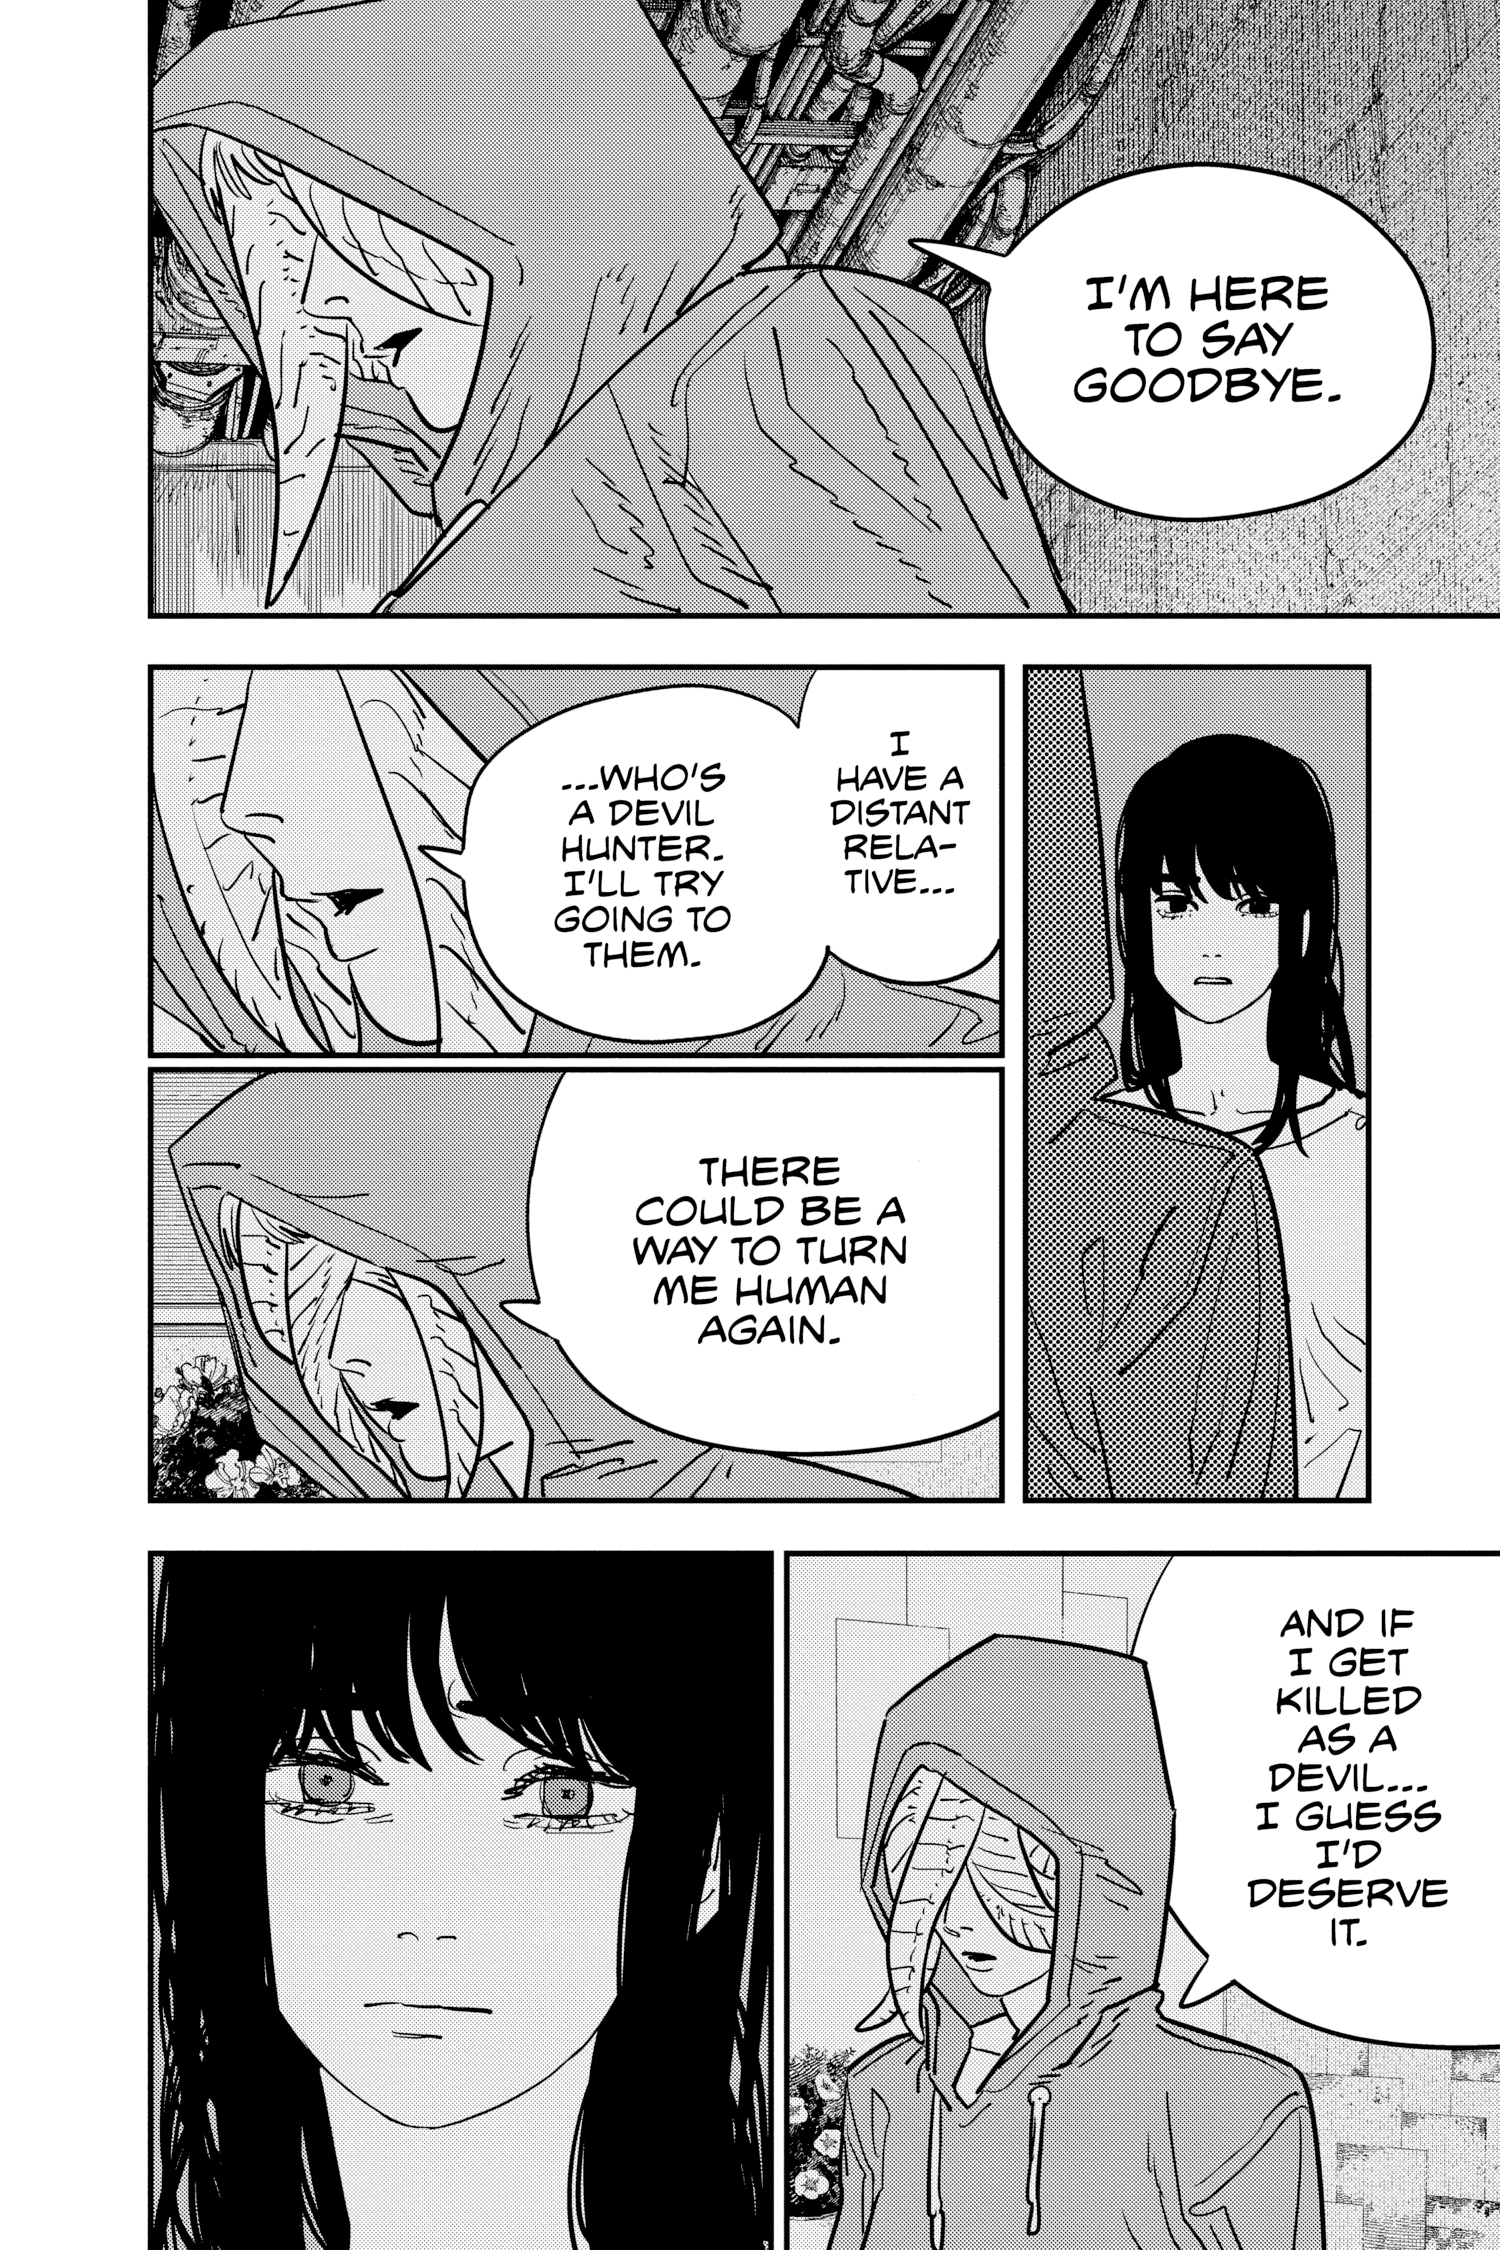 I'M HERE
TO SAY
GOODBYE.
I
HAVE A
DISTANT
RELA-
TIVE...
...WHO'S
A DEVIL
HUNTER.
I'LL TRY
GOING TO
THEM.
THERE
COULD BE A
WAY TO TURN
ME HUMAN
AGAIN.
AND IF
I GET
KILLED
AS A
DEVIL...
I GUESS
I'D
DESERVE
IT.